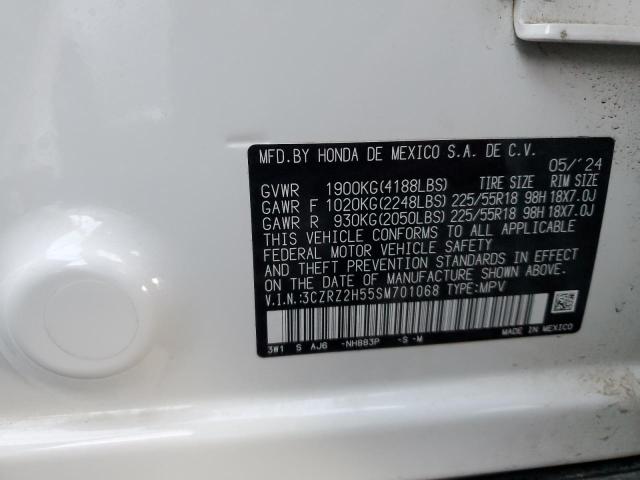 MFD.BY HONDA DE MEXICO S.A. DE C.V.
05/'24
GVWR 1900KG(4188LBS) TIRE SIZE RIM SIZE
GAWR F 1020KG(2248LBS) 225/55R18 98H 18X7.0J
GAWR R 930KG(2050LBS) 225/55R18 98H 18X7.0J
THIS VEHICLE CONFORMS TO ALL APPLICABLE
FEDERAL MOTOR VEHICLE SAFETY
AND THEFT PREVENTION STANDARDS IN EFFECT
ON THE DATE OF MANUFACTURE SHOWN ABOVE.
V.I.N.:3CZRZ2H55SM701068 TYPE:MPV
3W1 S AJ6 -NH883P -S -M MADE IN MEXICO